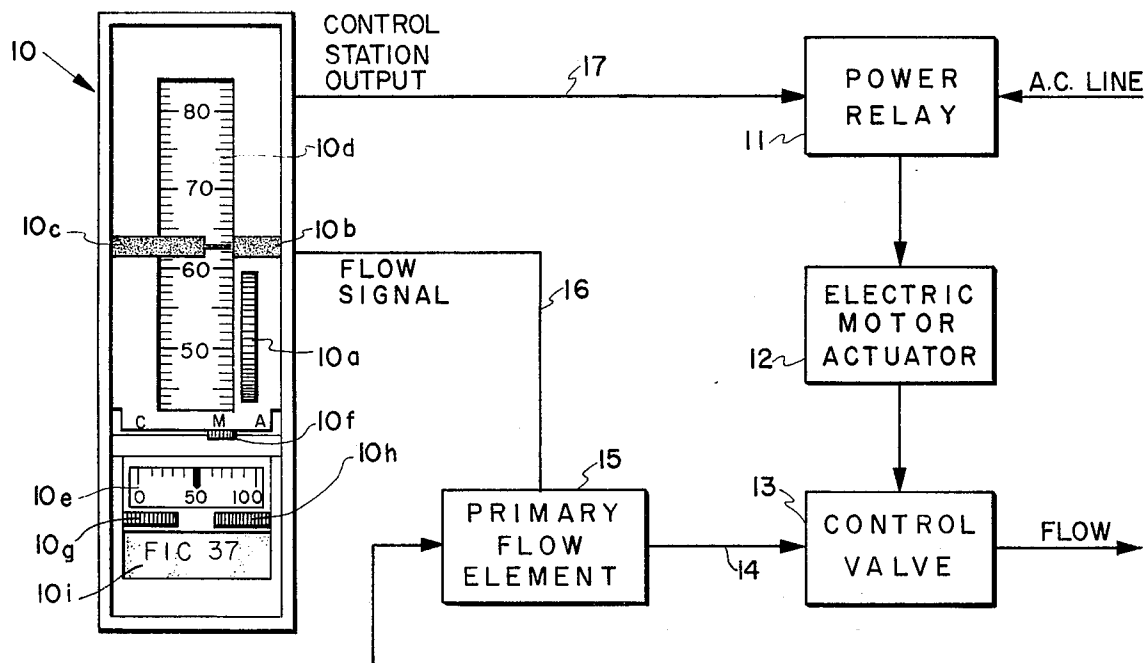 10
CONTROL
STATION
OUTPUT
17
POWER
RELAY
11
A.C. LINE
80
10d
70
10c
10b
60
FLOW
SIGNAL
16
50
10a
ELECTRIC
MOTOR
ACTUATOR
12
C M A
10f
10h
10e
0 50 100
10g
FIC 37
10i
15
PRIMARY
FLOW
ELEMENT
14
13
CONTROL
VALVE
FLOW